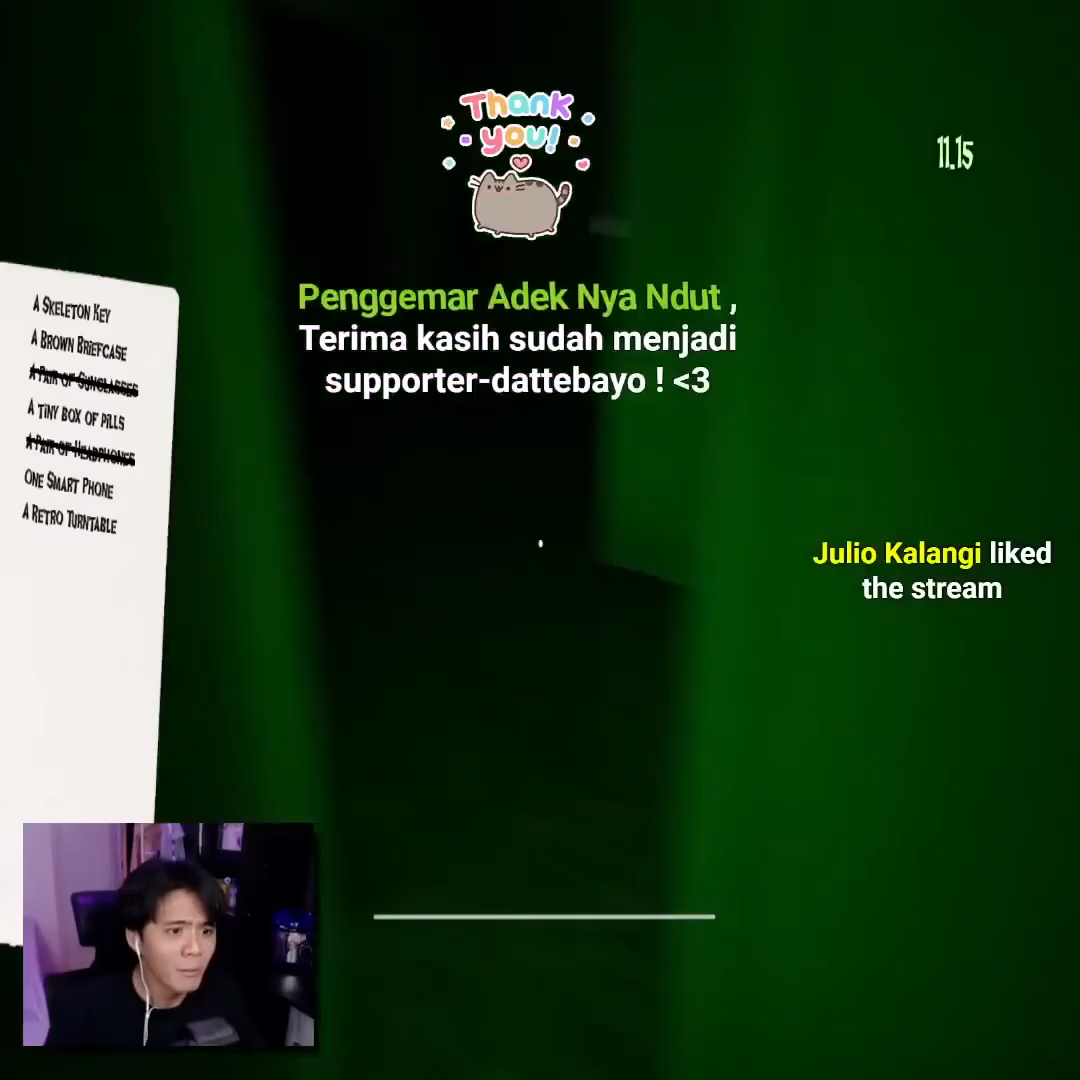 Thank
you!
11.15
A Skeleton Key
A Brown Briefcase
A Pair of Sunglasses
A tiny box of pills
A Pair of Headphones
One Smart Phone
A Retro Turntable
Penggemar Adek Nya Ndut ,
Terima kasih sudah menjadi
supporter-dattebayo ! <3
Julio Kalangi liked
the stream